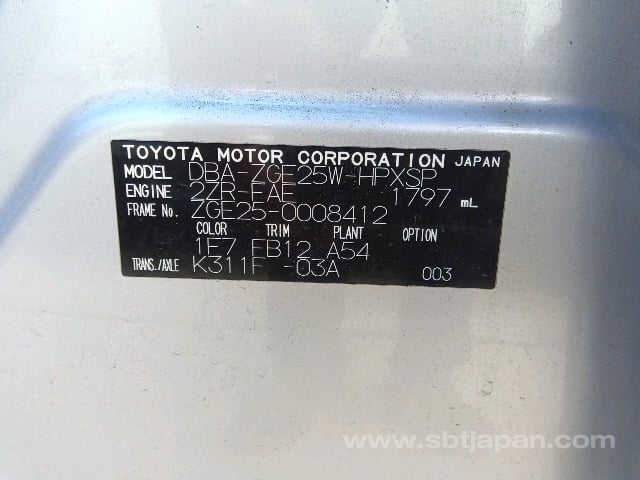 TOYOTA MOTOR CORPORATION JAPAN
MODEL DBA-ZGE25W-HPXSP
ENGINE 2ZR-FAE 1797 mL
FRAME No. ZGE25-0008412
COLOR TRIM PLANT OPTION
1F7 FB12 A54
TRANS./AXLE K311F -03A 003
www.sbtjapan.com